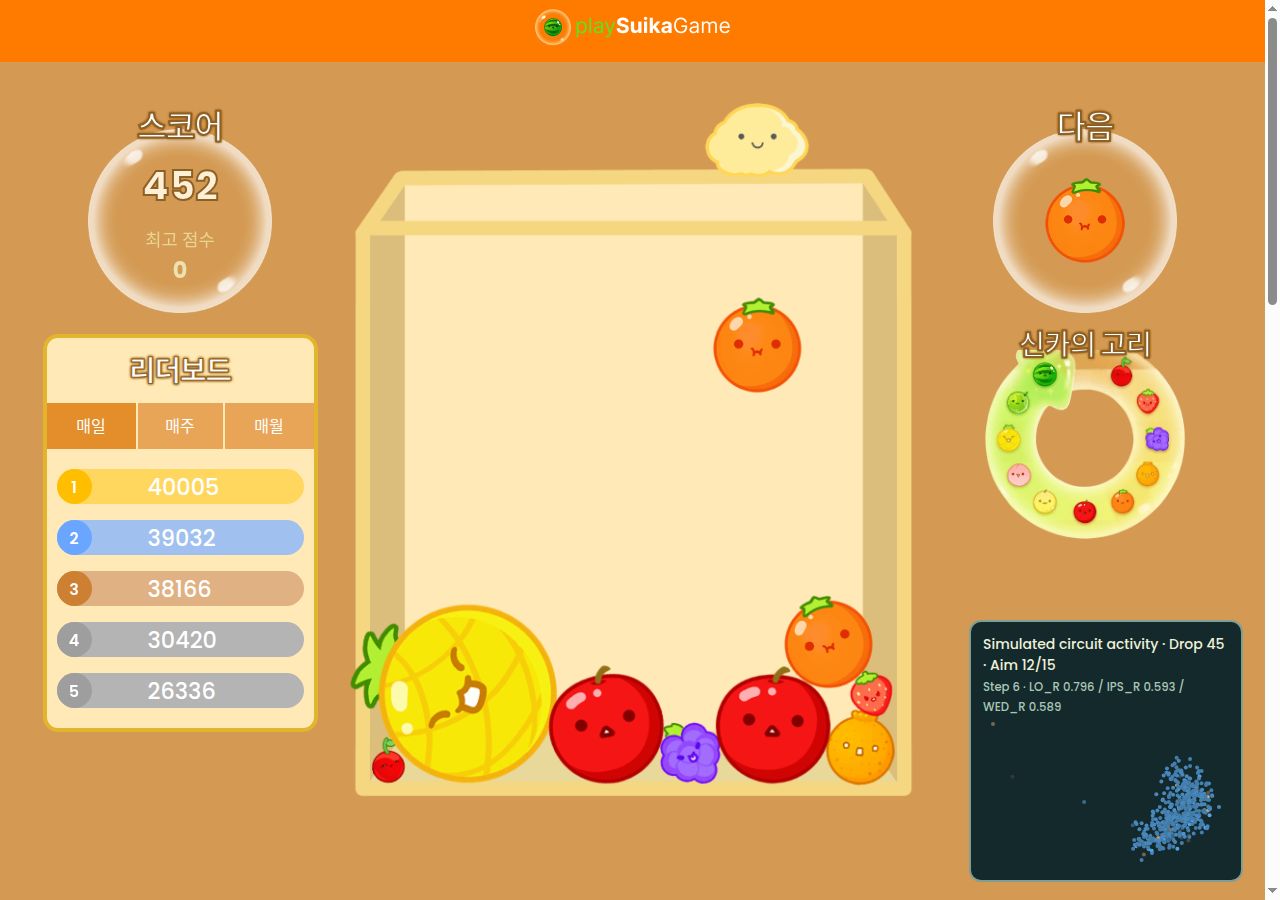 playSuikaGame
스코어
452
최고 점수
0
리더보드
매일 매주 매월
1 40005
2 39032
3 38166
4 30420
5 26336
다음
신카의 고리
Simulated circuit activity · Drop 45
· Aim 12/15
Step 6 · LO_R 0.796 / IPS_R 0.593 /
WED_R 0.589